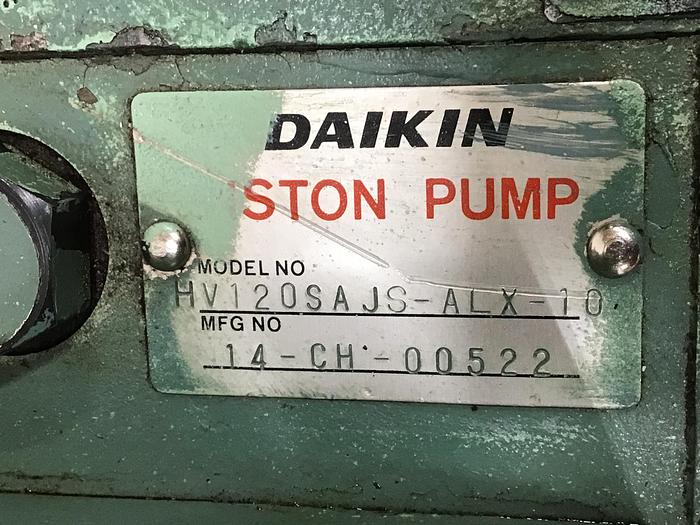 DAIKIN
STON PUMP
MODEL NO
HV120SAJS-ALX-10
MFG NO
14-CH-00522